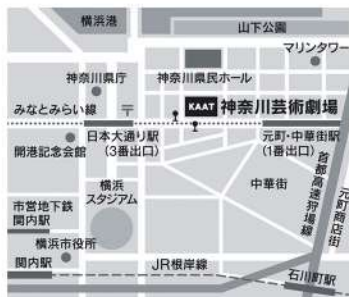 横浜港
山下公園
マリンタワー
神奈川県庁
神奈川県民ホール
KAAT 神奈川芸術劇場
みなとみらい線
〒
日本大通り駅
(3番出口)
元町・中華街駅
(1番出口)
開港記念会館
横浜
スタジアム
中華街
首都高速狩場線
元町商店街
市営地下鉄
関内駅
横浜市役所
関内駅
JR根岸線
石川町駅